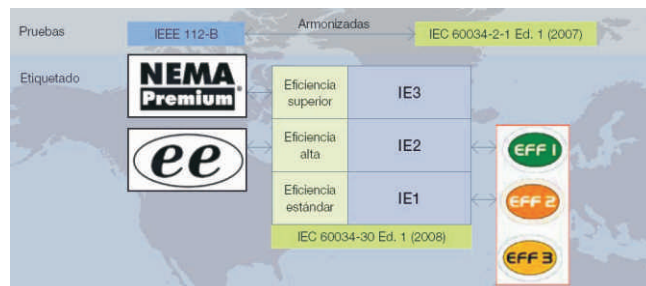 Pruebas
IEEE 112-B
Armonizadas
IEC 60034-2-1 Ed. 1 (2007)
Etiquetado
NEMA
Premium®
Eficiencia
superior
IE3
ee
Eficiencia
alta
IE2
EFF 1
Eficiencia
estándar
IE1
EFF 2
IEC 60034-30 Ed. 1 (2008)
EFF 3